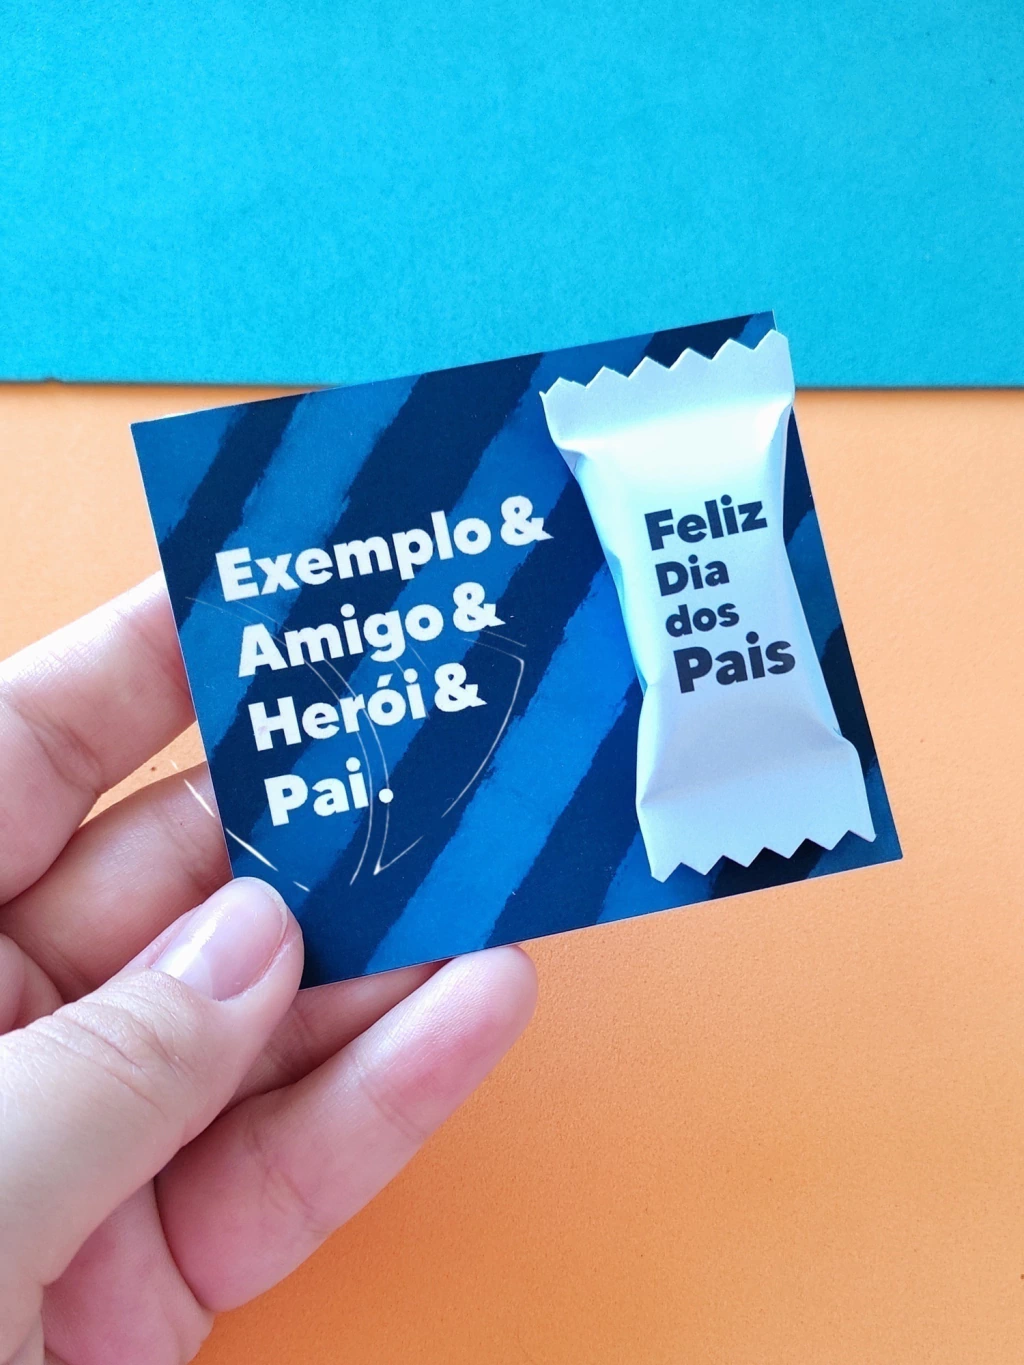 Exemplo &
Amigo &
Herói &
Pai.
Feliz
Dia
dos
Pais